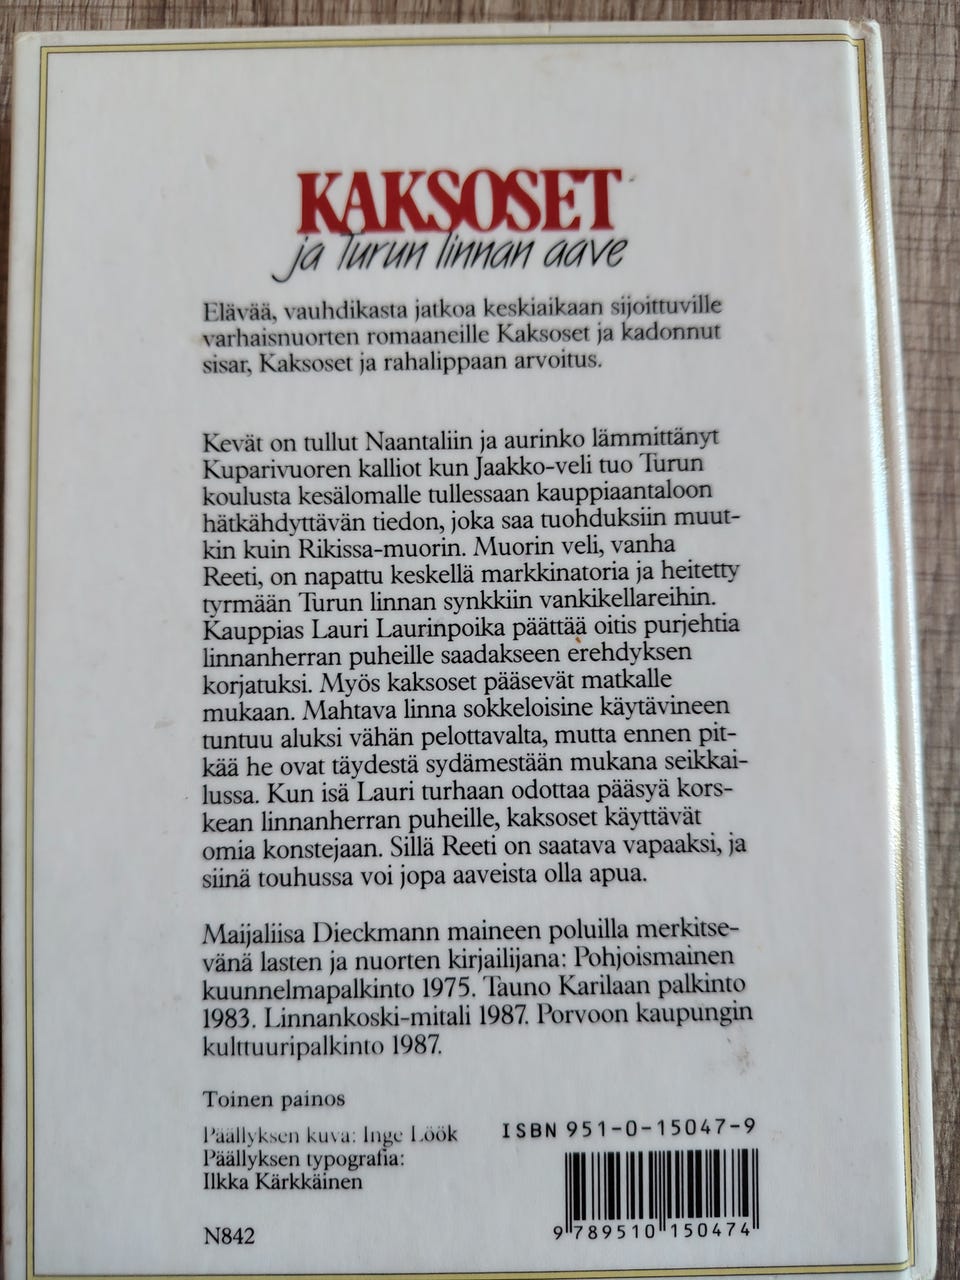 KAKSOSET
ja Turun linnan aave
Elävää, vauhdikasta jatkoa keskiaikaan sijoittuville
varhaisnuorten romaaneille Kaksoset ja kadonnut
sisar, Kaksoset ja rahalippaan arvoitus.
Kevät on tullut Naantaliin ja aurinko lämmittänyt
Kuparivuoren kalliot kun Jaakko-veli tuo Turun
koulusta kesälomalle tullessaan kauppiaantaloon
hätkähdyttävän tiedon, joka saa tuohduksiin muut-
kin kuin Rikissa-muorin. Muorin veli, vanha
Reeti, on napattu keskellä markkinatoria ja heitetty
tyrmään Turun linnan synkkiin vankikellareihin.
Kauppias Lauri Laurinpoika päättää oitis purjehtia
linnanherran puheille saadakseen erehdyksen
korjatuksi. Myös kaksoset pääsevät matkalle
mukaan. Mahtava linna sokkeloisine käytävineen
tuntuu aluksi vähän pelottavalta, mutta ennen pit-
kää he ovat täydestä sydämestään mukana seikkai-
lussa. Kun isä Lauri turhaan odottaa pääsyä kors-
kean linnanherran puheille, kaksoset käyttävät
omia konstejaan. Sillä Reeti on saatava vapaaksi, ja
siinä touhussa voi jopa aaveista olla apua.
Maijaliisa Dieckmann maineen poluilla merkitse-
vänä lasten ja nuorten kirjailijana: Pohjoismainen
kuunnelmapalkinto 1975. Tauno Karilaan palkinto
1983. Linnankoski-mitali 1987. Porvoon kaupungin
kulttuuripalkinto 1987.
Toinen painos
Päällyksen kuva: Inge Löök
Päällyksen typografia:
Ilkka Kärkkäinen
N842
ISBN 951-0-15047-9
9 789510 150474